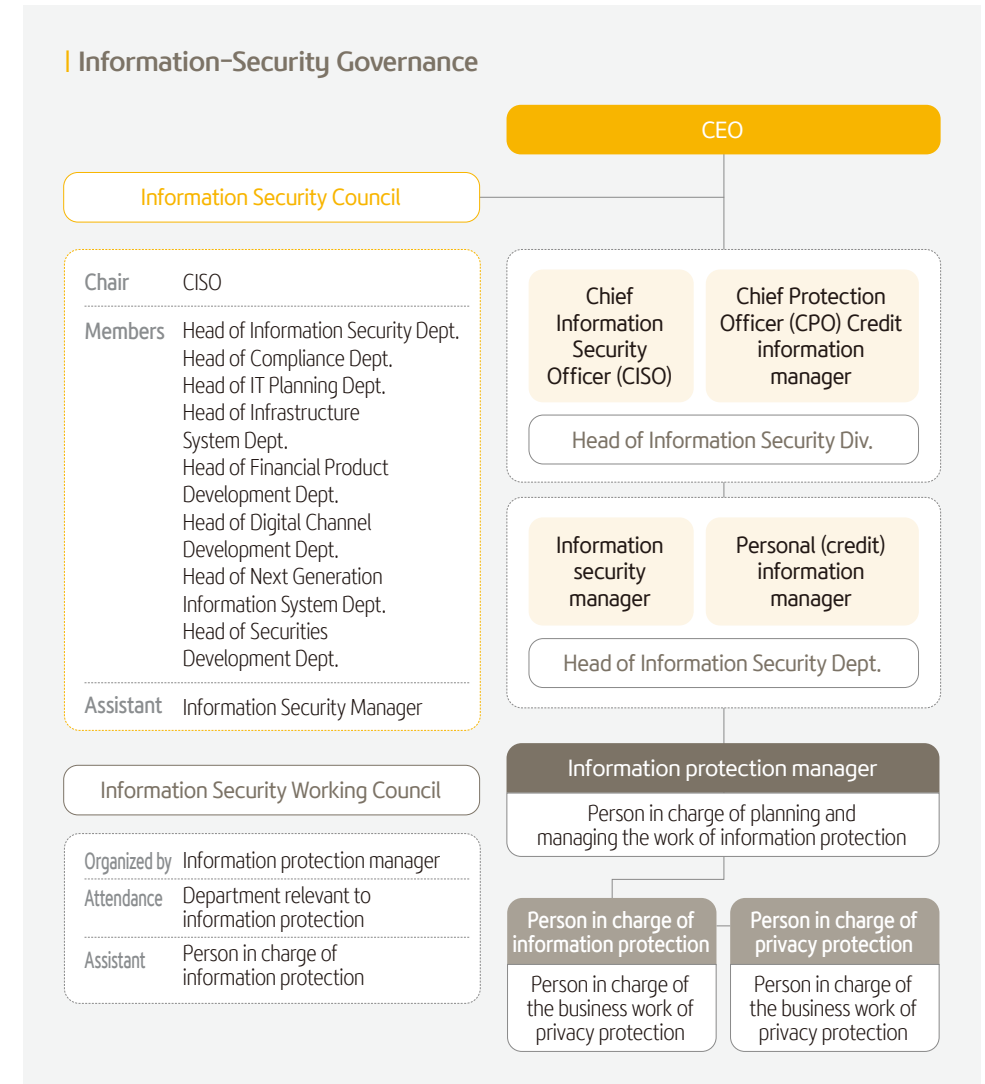 Information-Security Governance
CEO
Information Security Council
Chair CISO
Members Head of Information Security Dept.
Head of Compliance Dept.
Head of IT Planning Dept.
Head of Infrastructure
System Dept.
Head of Financial Product
Development Dept.
Head of Digital Channel
Development Dept.
Head of Next Generation
Information System Dept.
Head of Securities
Development Dept.
Assistant Information Security Manager
Chief
Information
Security
Officer (CISO)
Chief Protection
Officer (CPO) Credit
information
manager
Head of Information Security Div.
Information
security
manager
Personal (credit)
information
manager
Head of Information Security Dept.
Information Security Working Council
Organized by Information protection manager
Attendance Department relevant to
information protection
Assistant Person in charge of
information protection
Information protection manager
Person in charge of planning and
managing the work of information protection
Person in charge of
information protection
Person in charge of
the business work of
privacy protection
Person in charge of
privacy protection
Person in charge of
the business work of
privacy protection